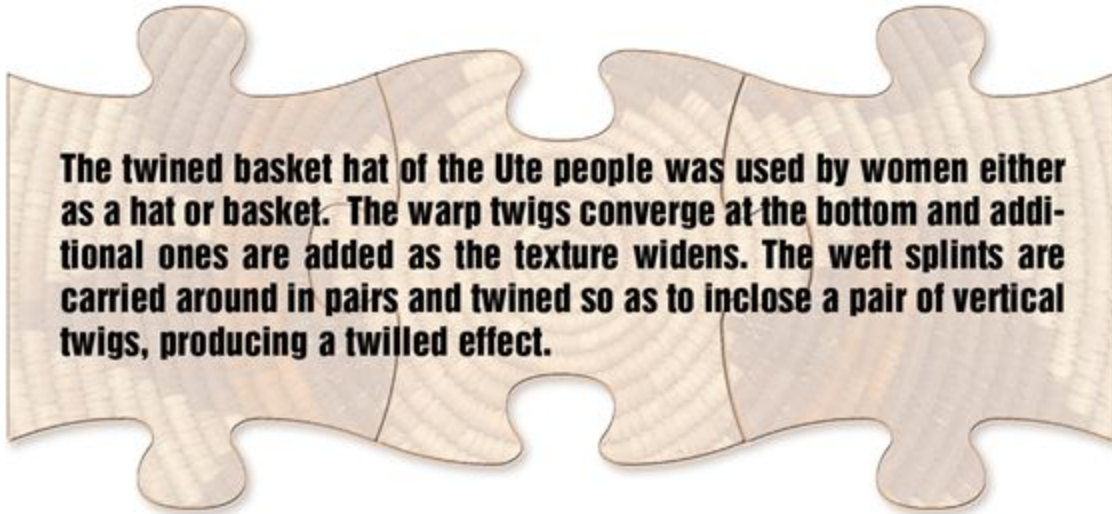 The twined basket hat of the Ute people was used by women either
as a hat or basket. The warp twigs converge at the bottom and addi-
tional ones are added as the texture widens. The weft splints are
carried around in pairs and twined so as to inclose a pair of vertical
twigs, producing a twilled effect.